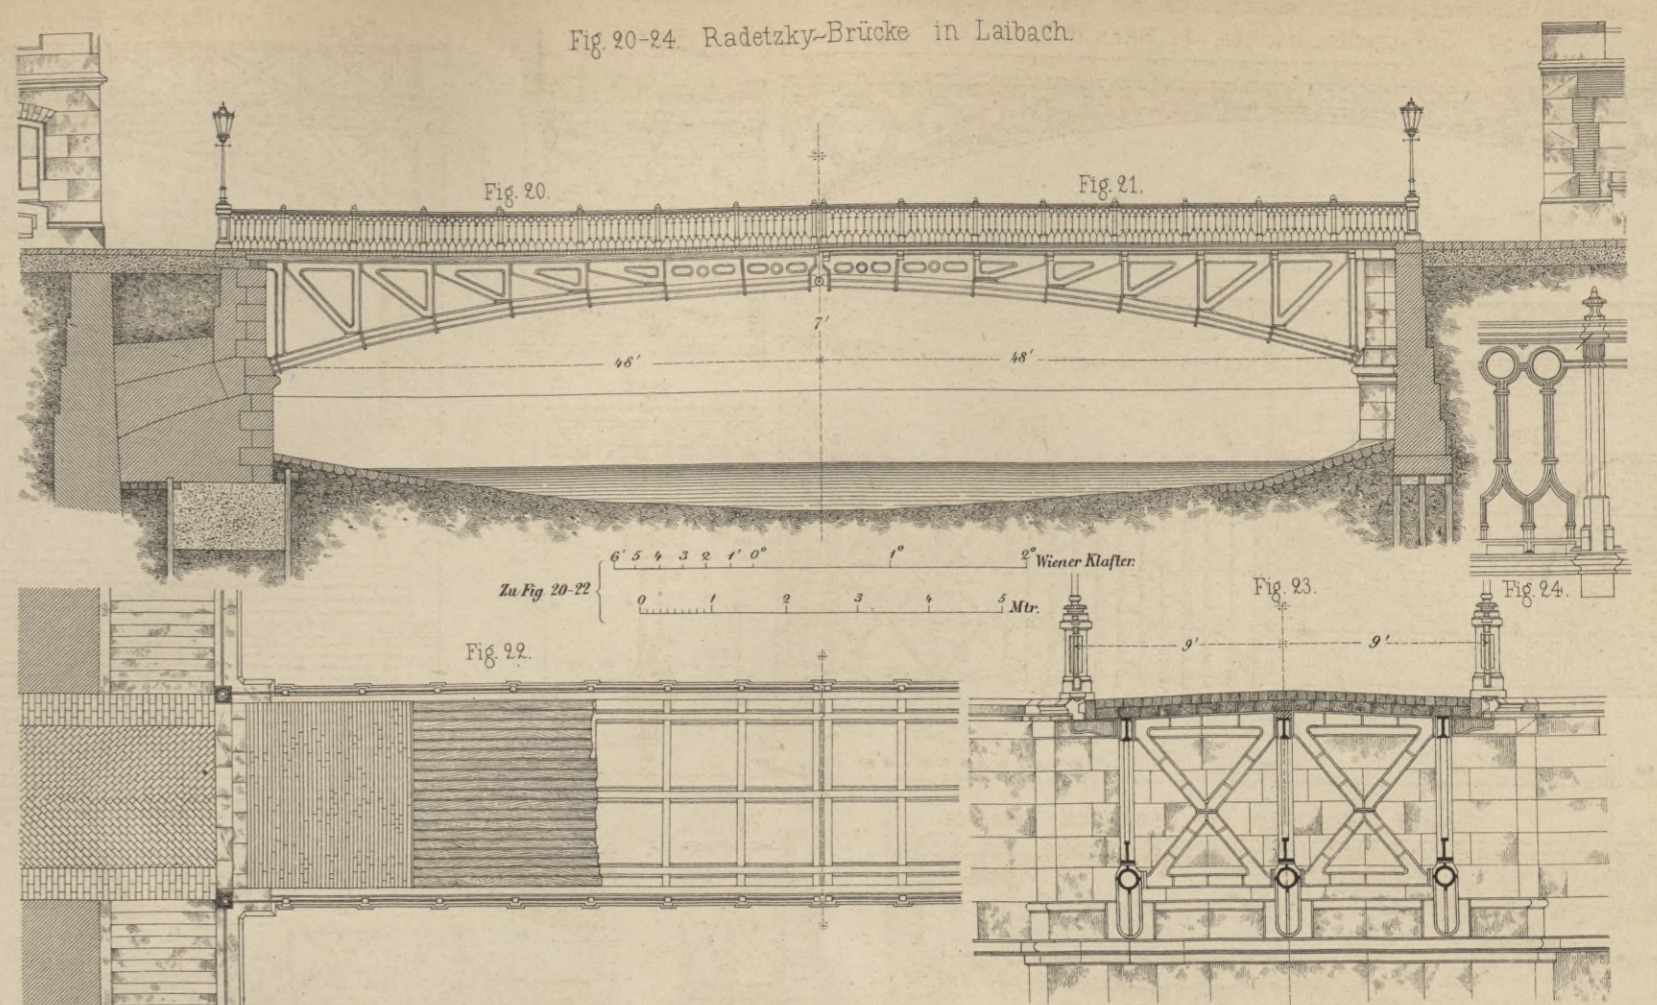 Fig. 20-24. Radetzky-Brücke in Laibach.
Fig. 20.
Fig. 21.
7'
48'
48'
6' 5 4 3 2 1' 0° 1° 2° Wiener Klafter.
Zu Fig. 20-22
0 1 2 3 4 5 Mtr.
Fig. 22.
Fig. 23.
Fig. 24.
9'
9'